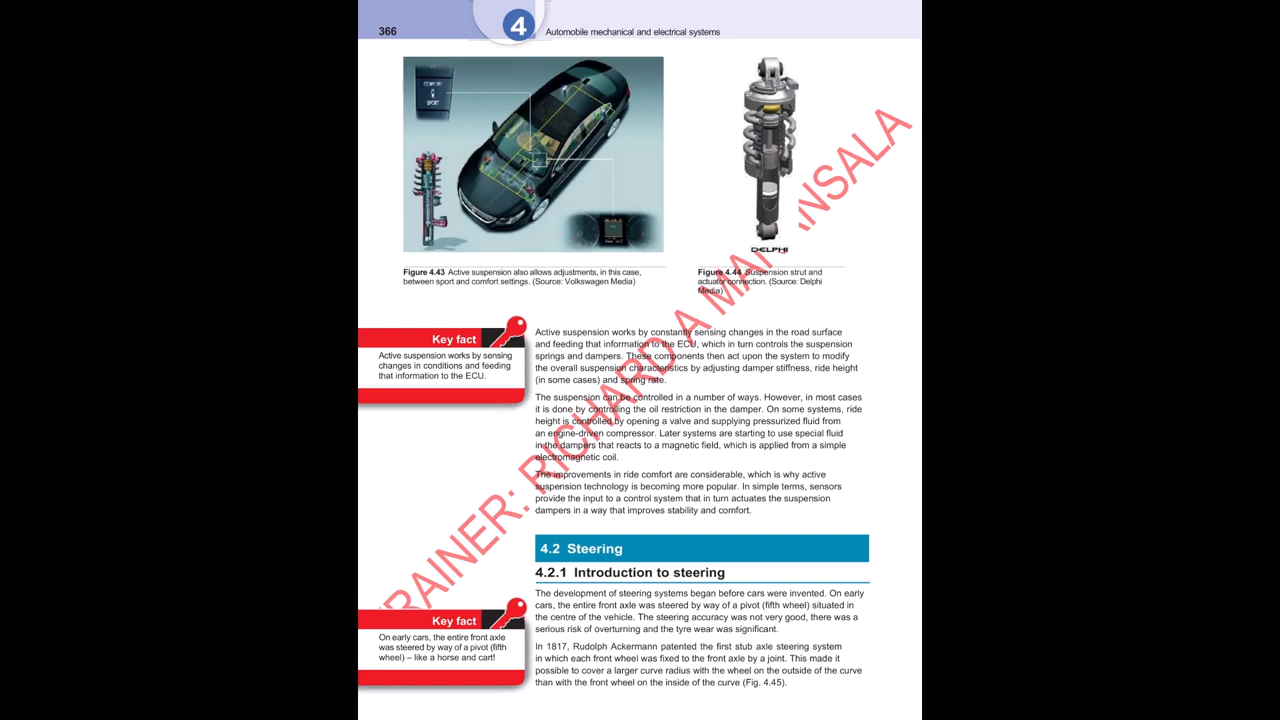 366
4
Automobile mechanical and electrical systems
COMFORT
SPORT
DELPHI
Figure 4.43 Active suspension also allows adjustments, in this case,
between sport and comfort settings. (Source: Volkswagen Media)
Figure 4.44 Suspension strut and
actuator connection. (Source: Delphi
Media)
Key fact
Active suspension works by sensing
changes in conditions and feeding
that information to the ECU.
Active suspension works by constantly sensing changes in the road surface
and feeding that information to the ECU, which in turn controls the suspension
springs and dampers. These components then act upon the system to modify
the overall suspension characteristics by adjusting damper stiffness, ride height
(in some cases) and spring rate.
The suspension can be controlled in a number of ways. However, in most cases
it is done by controlling the oil restriction in the damper. On some systems, ride
height is controlled by opening a valve and supplying pressurized fluid from
an engine-driven compressor. Later systems are starting to use special fluid
in the dampers that reacts to a magnetic field, which is applied from a simple
electromagnetic coil.
The improvements in ride comfort are considerable, which is why active
suspension technology is becoming more popular. In simple terms, sensors
provide the input to a control system that in turn actuates the suspension
dampers in a way that improves stability and comfort.
4.2 Steering
4.2.1 Introduction to steering
The development of steering systems began before cars were invented. On early
cars, the entire front axle was steered by way of a pivot (fifth wheel) situated in
the centre of the vehicle. The steering accuracy was not very good, there was a
serious risk of overturning and the tyre wear was significant.
Key fact
On early cars, the entire front axle
was steered by way of a pivot (fifth
wheel) – like a horse and cart!
In 1817, Rudolph Ackermann patented the first stub axle steering system
in which each front wheel was fixed to the front axle by a joint. This made it
possible to cover a larger curve radius with the wheel on the outside of the curve
than with the front wheel on the inside of the curve (Fig. 4.45).
RAINER: RICHARD A MA NSALA